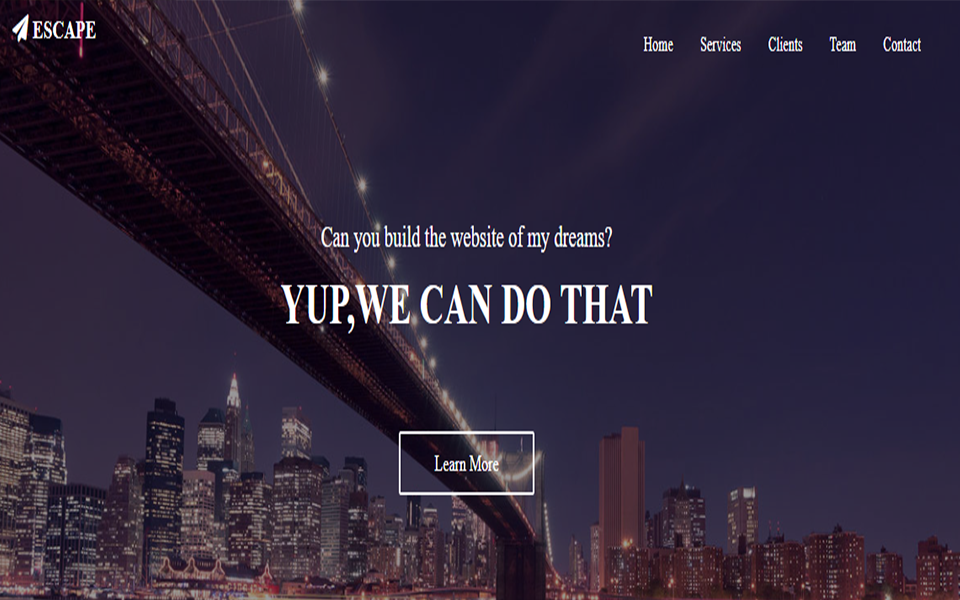 ESCAPE
Home Services Clients Team Contact
Can you build the website of my dreams?
YUP,WE CAN DO THAT
Learn More